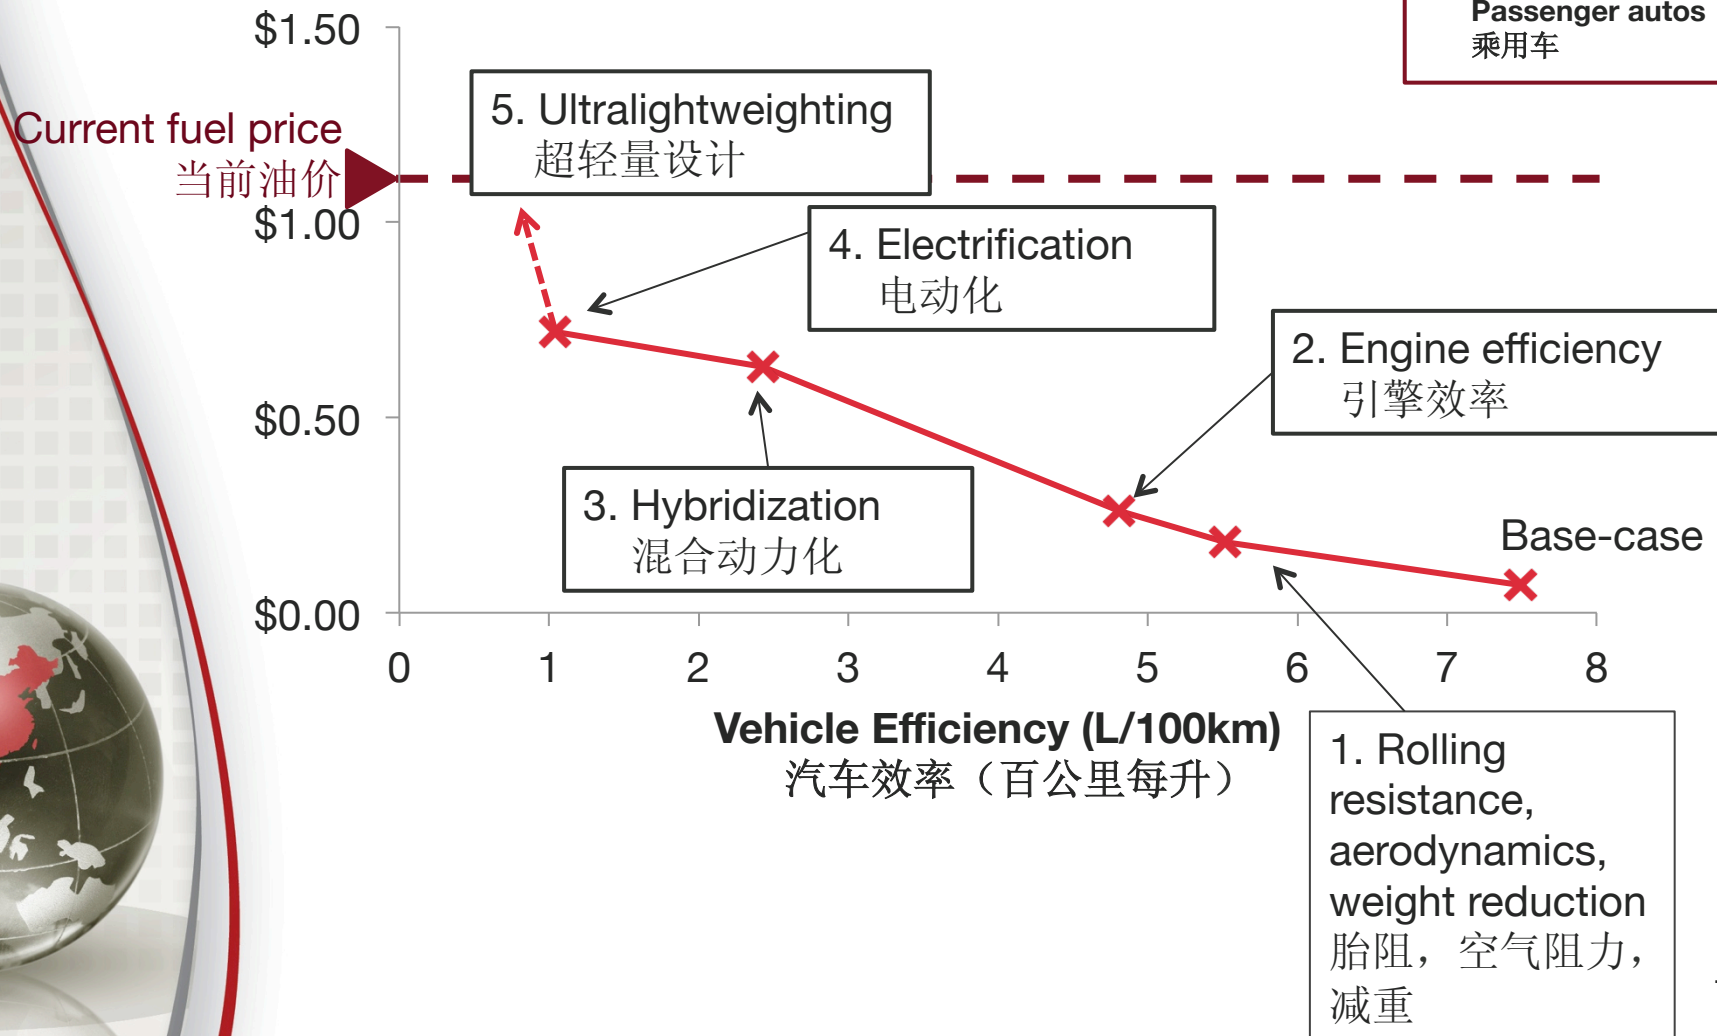 Passenger autos
乘用车
$1.50
5. Ultralightweighting
超轻量设计
Current fuel price
当前油价
$1.00
4. Electrification
电动化
2. Engine efficiency
引擎效率
$0.50
3. Hybridization
混合动力化
Base-case
$0.00
0 1 2 3 4 5 6 7 8
Vehicle Efficiency (L/100km)
汽车效率（百公里每升）
1. Rolling
resistance,
aerodynamics,
weight reduction
胎阻，空气阻力，
减重